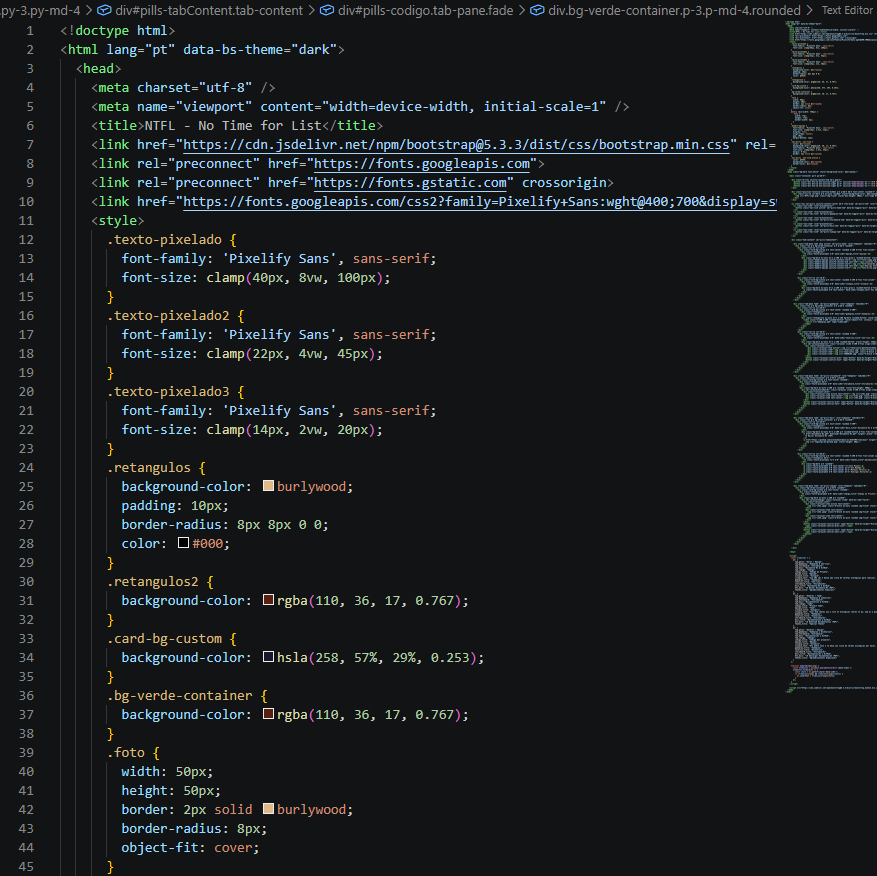 .py-3.py-md-4 > div#pills-tabContent.tab-content > div#pills-codigo.tab-pane.fade > div.bg-verde-container.p-3.p-md-4.rounded > Text Editor
1 <!doctype html>
2 <html lang="pt" data-bs-theme="dark">
3 <head>
4 <meta charset="utf-8" />
5 <meta name="viewport" content="width=device-width, initial-scale=1" />
6 <title>NTFL - No Time for List</title>
7 <link href="https://cdn.jsdelivr.net/npm/bootstrap@5.3.3/dist/css/bootstrap.min.css" rel=
8 <link rel="preconnect" href="https://fonts.googleapis.com">
9 <link rel="preconnect" href="https://fonts.gstatic.com" crossorigin>
10 <link href="https://fonts.googleapis.com/css2?family=Pixelify+Sans:wght@400;700&display=s
11 <style>
12 .texto-pixelado {
13 font-family: 'Pixelify Sans', sans-serif;
14 font-size: clamp(40px, 8vw, 100px);
15 }
16 .texto-pixelado2 {
17 font-family: 'Pixelify Sans', sans-serif;
18 font-size: clamp(22px, 4vw, 45px);
19 }
20 .texto-pixelado3 {
21 font-family: 'Pixelify Sans', sans-serif;
22 font-size: clamp(14px, 2vw, 20px);
23 }
24 .retangulos {
25 background-color: burlywood;
26 padding: 10px;
27 border-radius: 8px 8px 0 0;
28 color: #000;
29 }
30 .retangulos2 {
31 background-color: rgba(110, 36, 17, 0.767);
32 }
33 .card-bg-custom {
34 background-color: hsla(258, 57%, 29%, 0.253);
35 }
36 .bg-verde-container {
37 background-color: rgba(110, 36, 17, 0.767);
38 }
39 .foto {
40 width: 50px;
41 height: 50px;
42 border: 2px solid burlywood;
43 border-radius: 8px;
44 object-fit: cover;
45 }